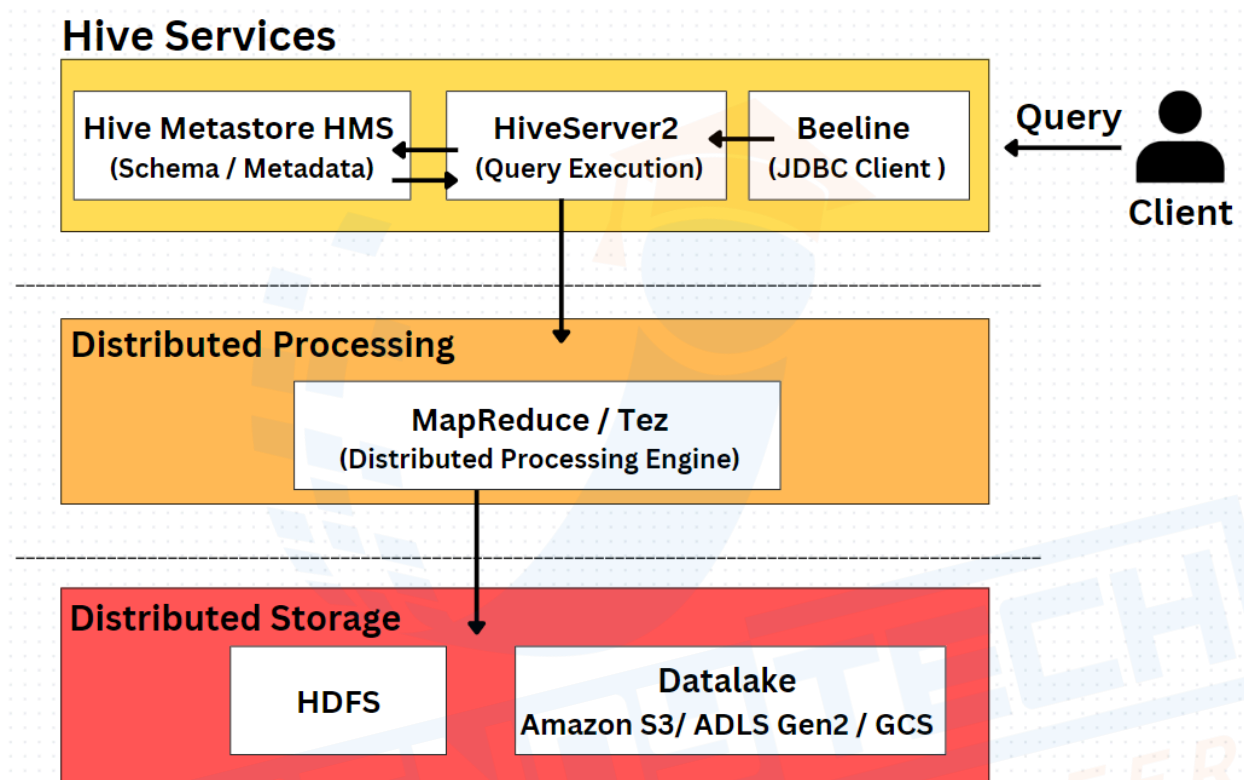 Hive Services
Hive Metastore HMS
(Schema / Metadata)
HiveServer2
(Query Execution)
Beeline
(JDBC Client )
Query
Client
Distributed Processing
MapReduce / Tez
(Distributed Processing Engine)
Distributed Storage
HDFS
Datalake
Amazon S3/ ADLS Gen2 / GCS